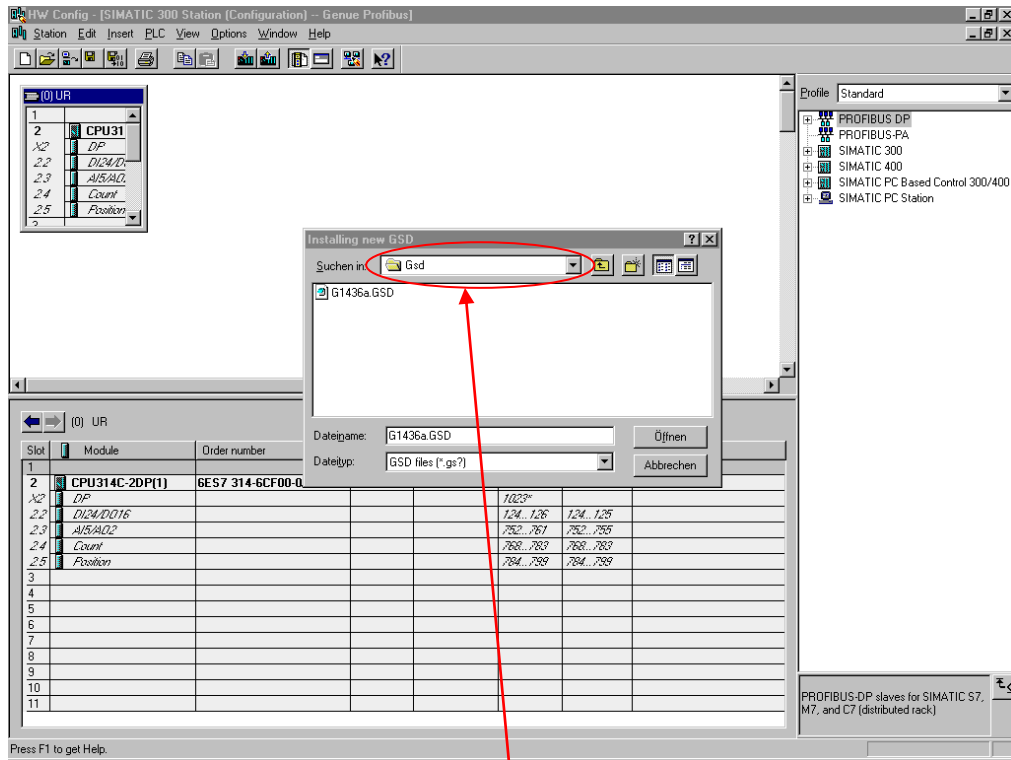 HW Config - [SIMATIC 300 Station (Configuration) -- Genue Profibus]
Station Edit Insert PLC View Options Window Help
(0) UR
1
2 CPU31
X2 DP
2.2 DI24/D
2.3 AI5/AO
2.4 Count
2.5 Position
3
Profile Standard
PROFIBUS DP
PROFIBUS-PA
SIMATIC 300
SIMATIC 400
SIMATIC PC Based Control 300/400
SIMATIC PC Station
Installing new GSD
Suchen in: Gsd
G1436a.GSD
Dateiname: G1436a.GSD Öffnen
Dateityp: GSD files (*.gs?) Abbrechen
(0) UR
Slot Module Order number
1
2 CPU314C-2DP(1) 6ES7 314-6CF00-0
X2 DP 1023*
2.2 DI24/DO16 124...126 124...125
2.3 AI5/AO2 752...761 752...755
2.4 Count 768...783 768...783
2.5 Position 784...799 784...799
3
4
5
6
7
8
9
10
11
PROFIBUS-DP slaves for SIMATIC S7,
M7, and C7 (distributed rack)
Press F1 to get Help.